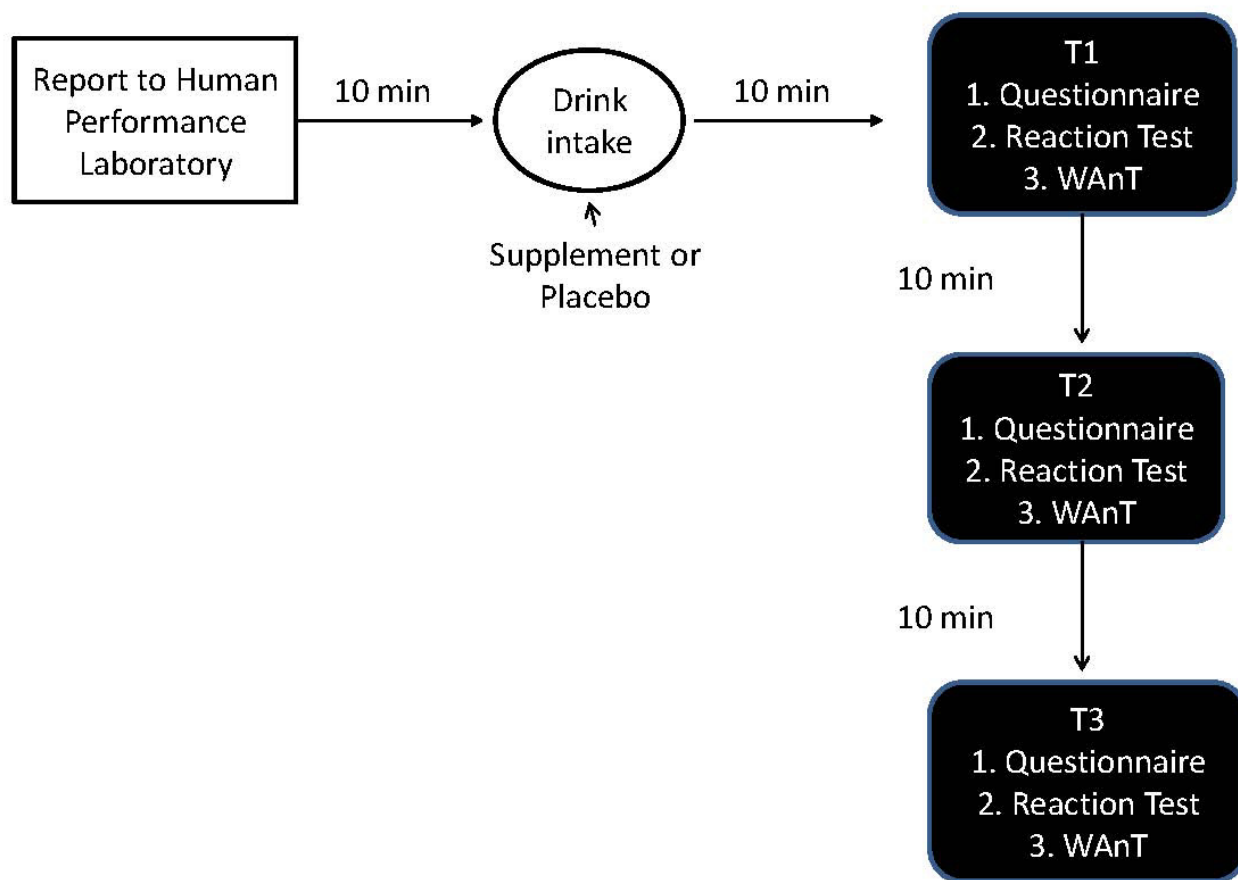 Report to Human
Performance
Laboratory
10 min
Drink
intake
Supplement or
Placebo
10 min
T1
1. Questionnaire
2. Reaction Test
3. WAnT
10 min
T2
1. Questionnaire
2. Reaction Test
3. WAnT
10 min
T3
1. Questionnaire
2. Reaction Test
3. WAnT